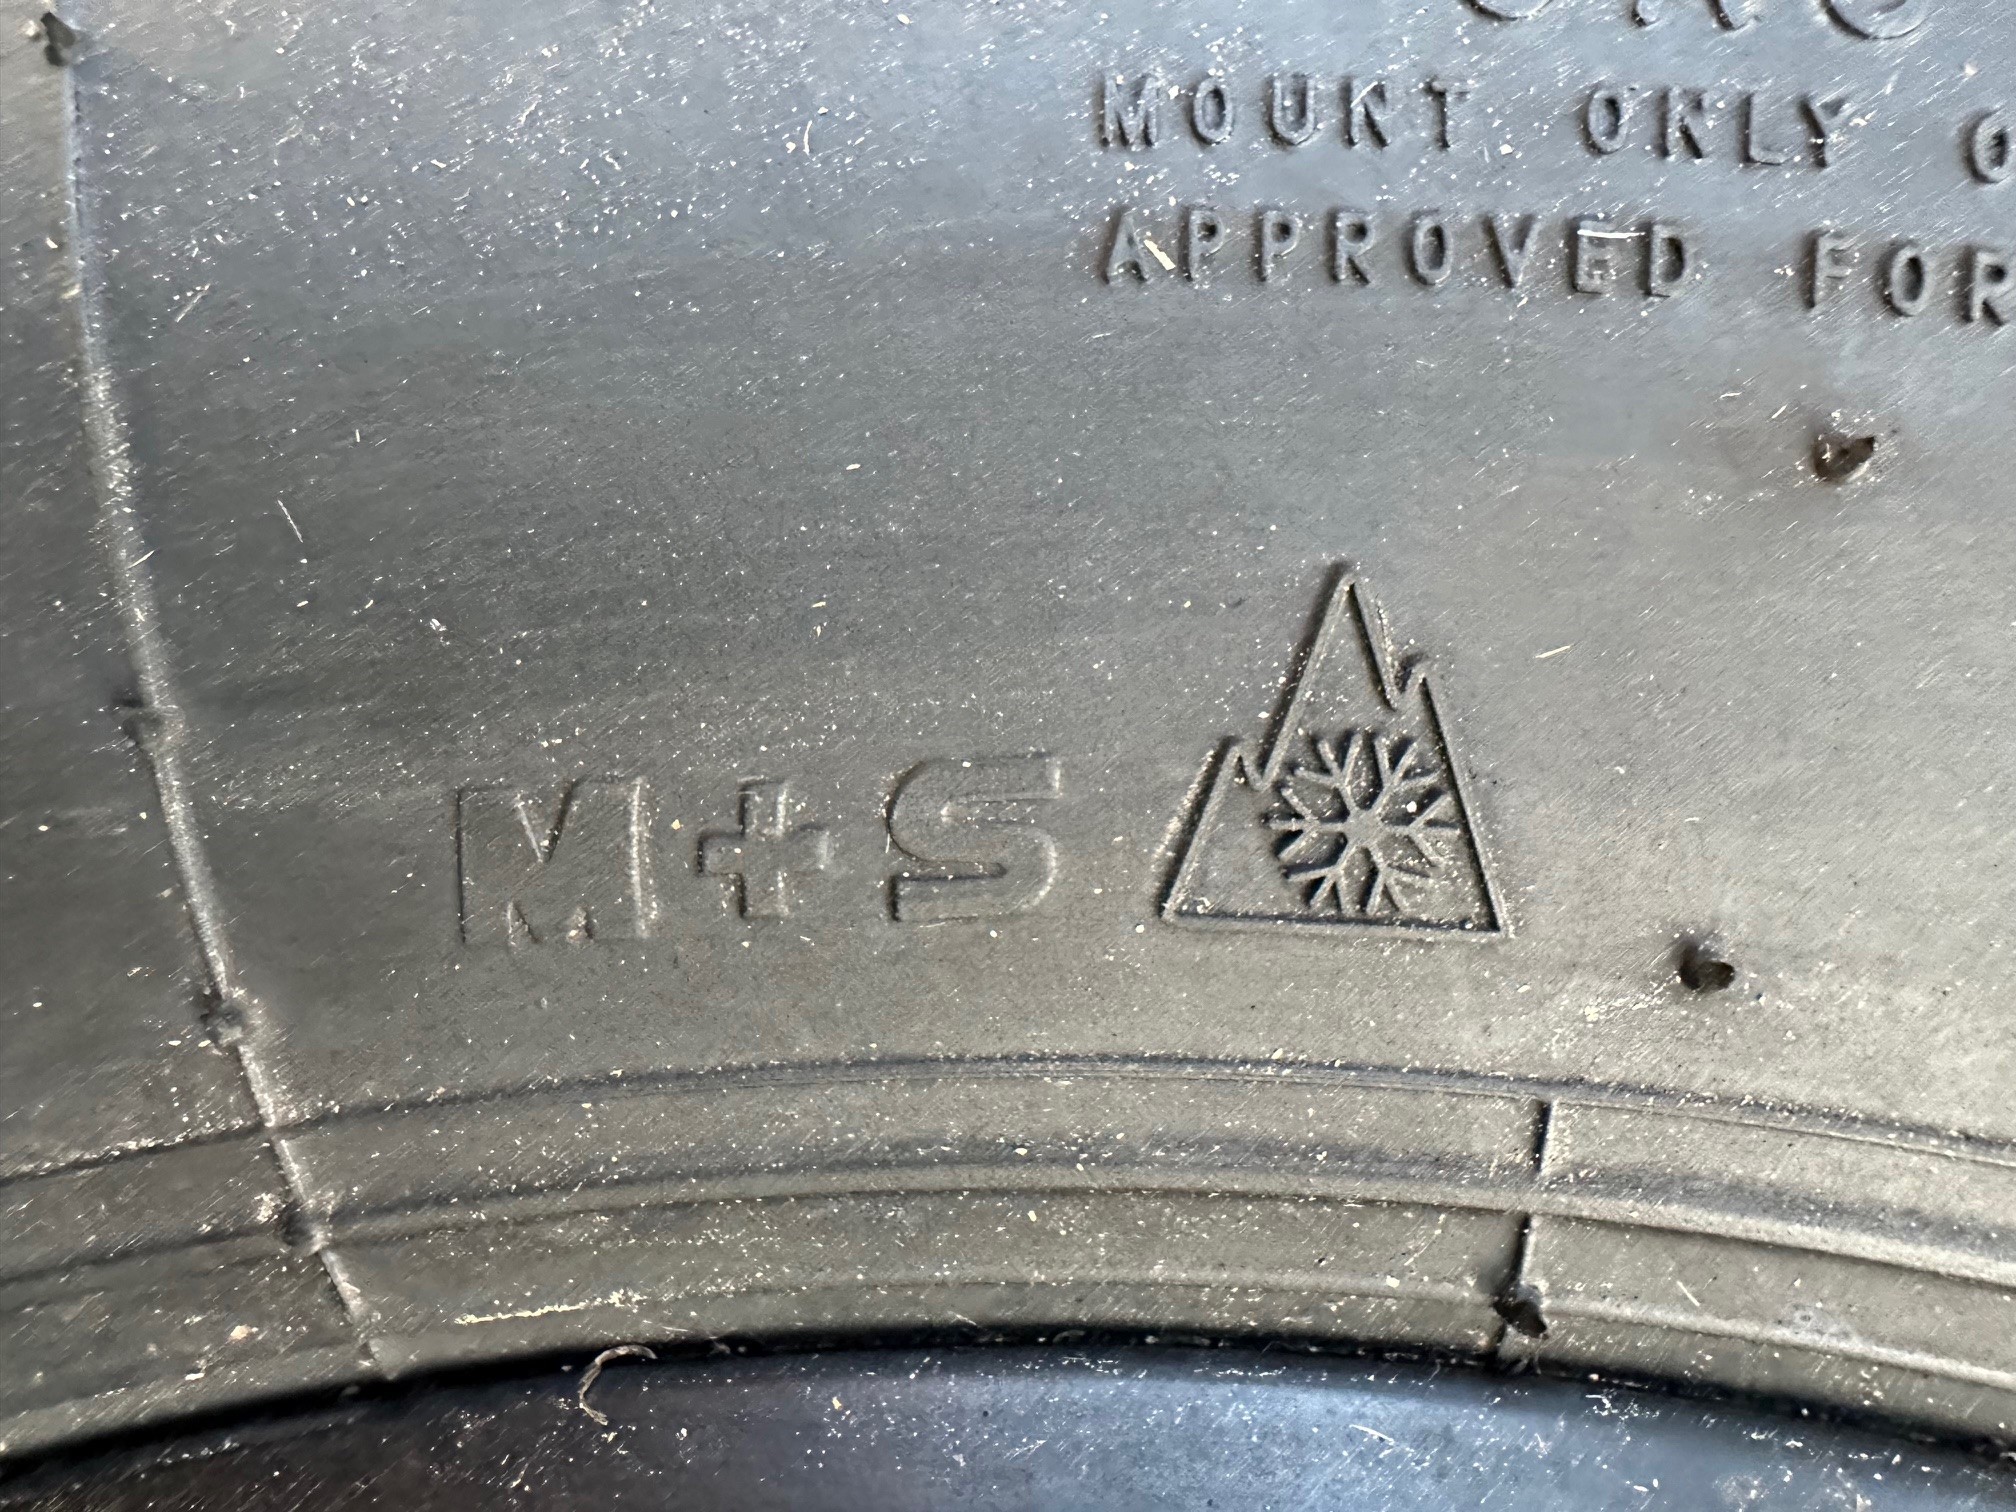 MOUNT ONLY O
APPROVED FOR
M+S